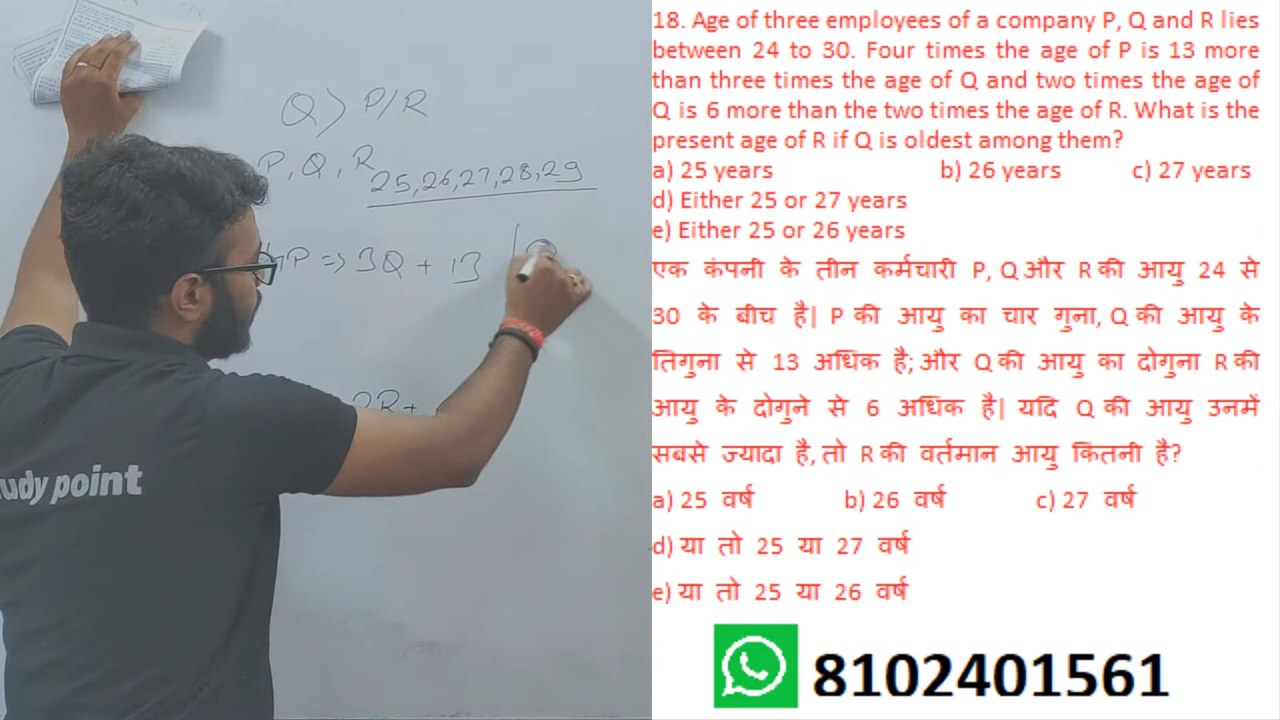 Q > P/R
P, Q, R 25, 26, 27, 28, 29
P => 3Q + 13
2R +
udy point
18. Age of three employees of a company P, Q and R lies
between 24 to 30. Four times the age of P is 13 more
than three times the age of Q and two times the age of
Q is 6 more than the two times the age of R. What is the
present age of R if Q is oldest among them?
a) 25 years b) 26 years c) 27 years
d) Either 25 or 27 years
e) Either 25 or 26 years
एक कंपनी के तीन कर्मचारी P, Q और R की आयु 24 से
30 के बीच है| P की आयु का चार गुना, Q की आयु के
तिगुना से 13 अधिक है; और Q की आयु का दोगुना R की
आयु के दोगुने से 6 अधिक है| यदि Q की आयु उनमें
सबसे ज्यादा है, तो R की वर्तमान आयु कितनी है?
a) 25 वर्ष b) 26 वर्ष c) 27 वर्ष
d) या तो 25 या 27 वर्ष
e) या तो 25 या 26 वर्ष
8102401561